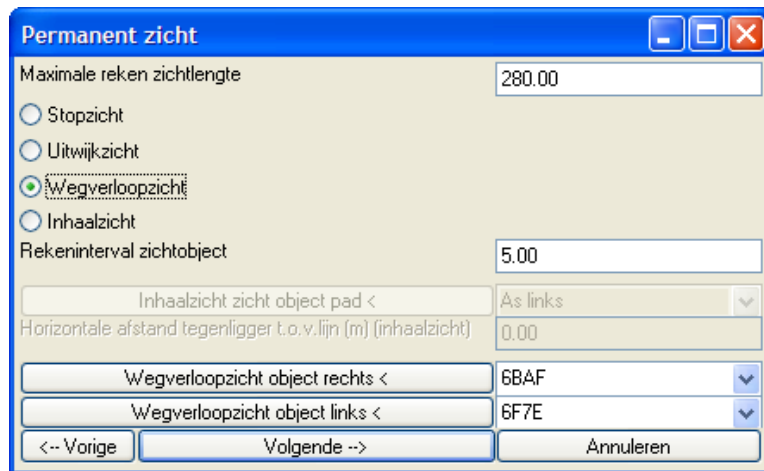 Permanent zicht
Maximale reken zichtlengte 280.00
Stopzicht
Uitwijkzicht
Wegverloopzicht
Inhaalzicht
Rekeninterval zichtobject 5.00
Inhaalzicht zicht object pad < As links
Horizontale afstand tegenligger t.o.v.lijn (m) (inhaalzicht) 0.00
Wegverloopzicht object rechts < 6BAF
Wegverloopzicht object links < 6F7E
<-- Vorige Volgende --> Annuleren